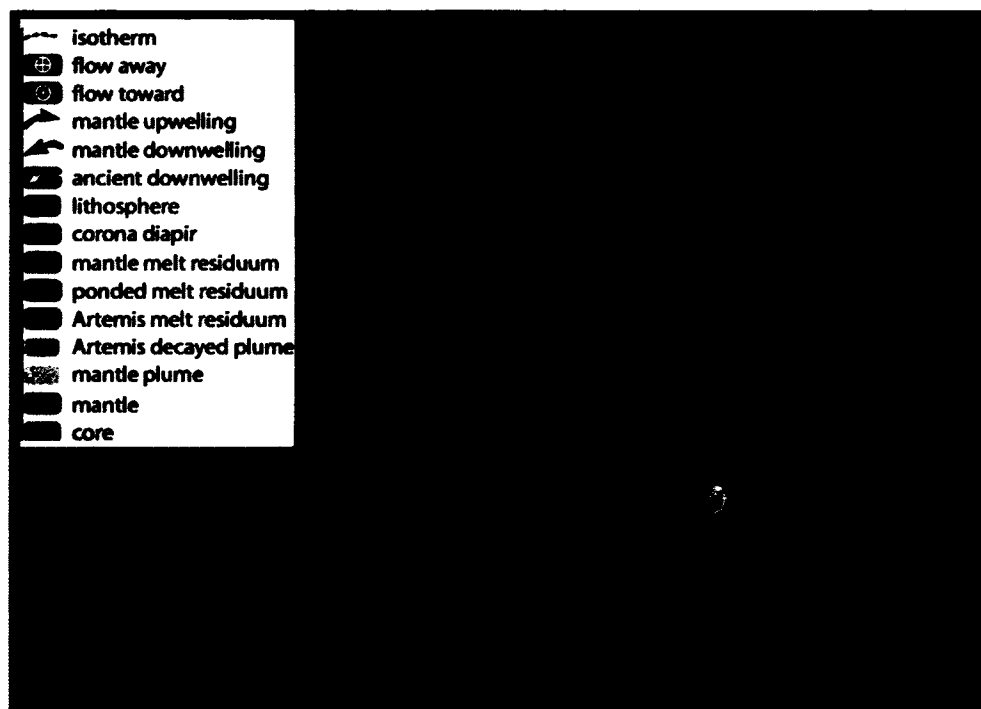 isotherm
flow away
flow toward
mantle upwelling
mantle downwelling
ancient downwelling
lithosphere
corona diapir
mantle melt residuum
ponded melt residuum
Artemis melt residuum
Artemis decayed plume
mantle plume
mantle
core